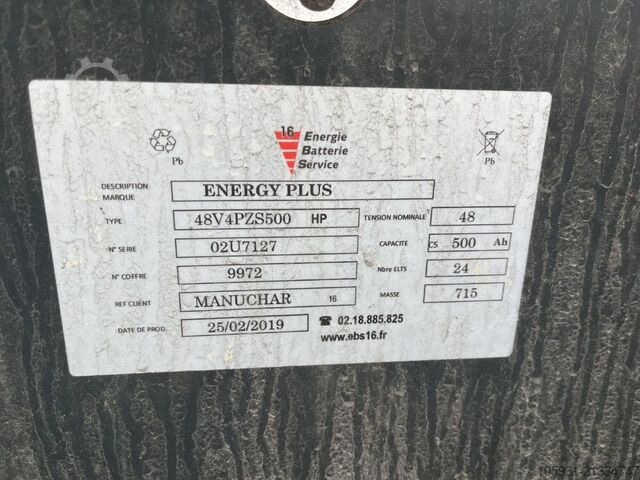 16 Energie
Batterie
Service
Pb
Pb
DESCRIPTION
MARQUE
ENERGY PLUS
TYPE 48V4PZS500 HP TENSION NOMINALE 48
N° SERIE 02U7127 CAPACITE C5 500 Ah
N° COFFRE 9972 Nbre ELTS 24
REF CLIENT MANUCHAR 16 MASSE 715
DATE DE PROD. 25/02/2019 ☎ 02.18.885.825
www.ebs16.fr
105931-21334747